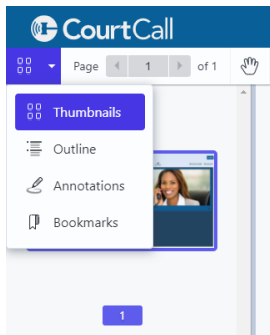 CourtCall
Page 1 of 1
Thumbnails
Outline
Annotations
Bookmarks
1